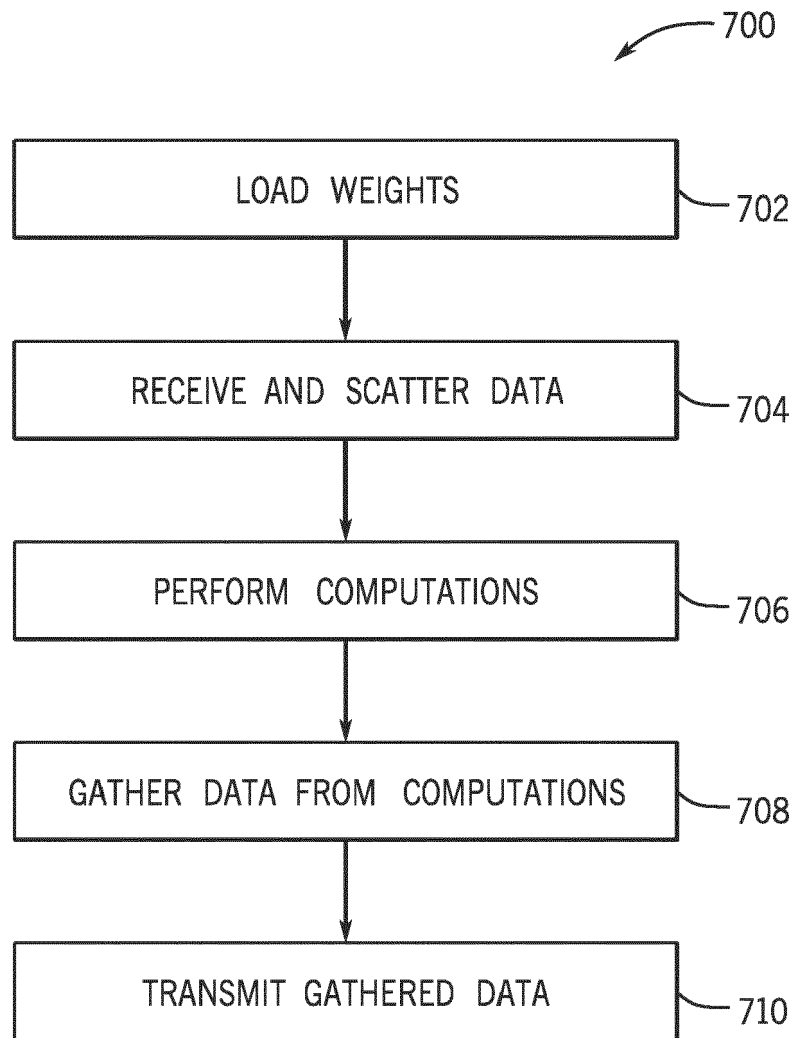 700
LOAD WEIGHTS
702
RECEIVE AND SCATTER DATA
704
PERFORM COMPUTATIONS
706
GATHER DATA FROM COMPUTATIONS
708
TRANSMIT GATHERED DATA
710